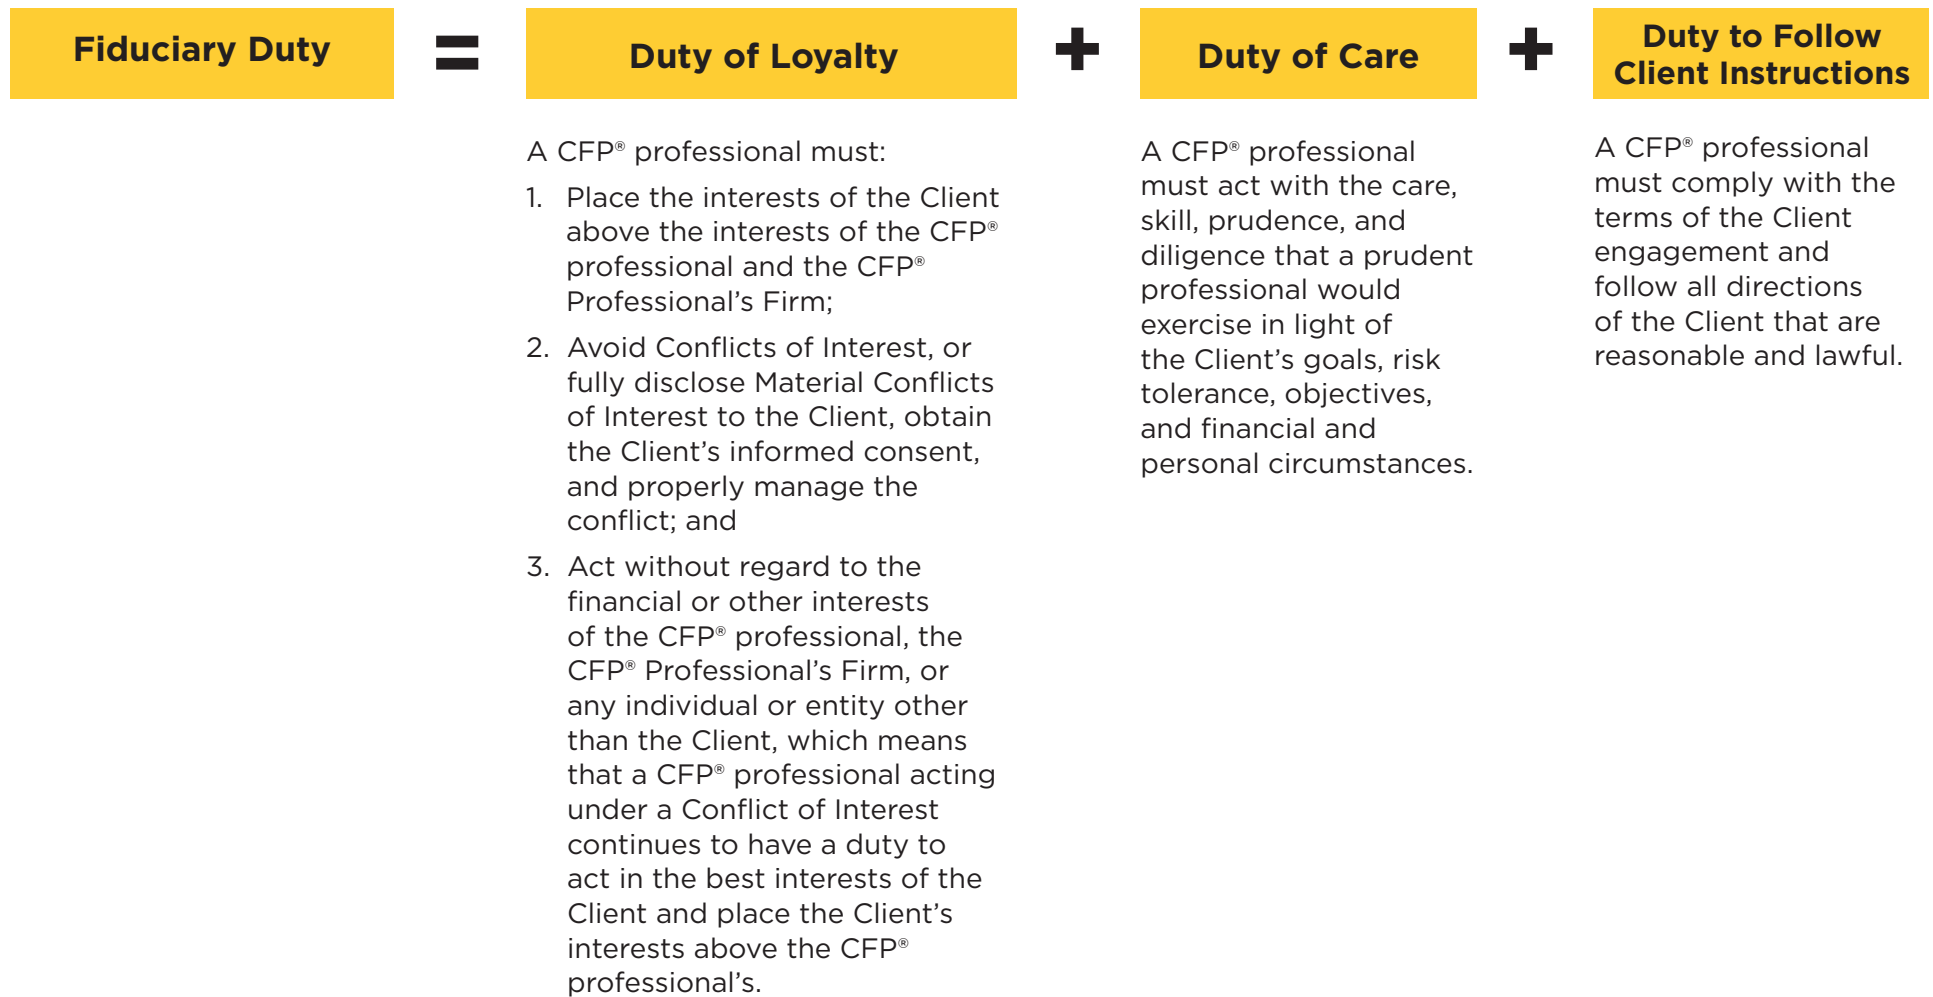 Fiduciary Duty
=
Duty of Loyalty
+
Duty of Care
+
Duty to Follow
Client Instructions
A CFP® professional must:
1. Place the interests of the Client
above the interests of the CFP®
professional and the CFP®
Professional’s Firm;
2. Avoid Conflicts of Interest, or
fully disclose Material Conflicts
of Interest to the Client, obtain
the Client’s informed consent,
and properly manage the
conflict; and
3. Act without regard to the
financial or other interests
of the CFP® professional, the
CFP® Professional’s Firm, or
any individual or entity other
than the Client, which means
that a CFP® professional acting
under a Conflict of Interest
continues to have a duty to
act in the best interests of the
Client and place the Client’s
interests above the CFP®
professional’s.
A CFP® professional
must act with the care,
skill, prudence, and
diligence that a prudent
professional would
exercise in light of
the Client’s goals, risk
tolerance, objectives,
and financial and
personal circumstances.
A CFP® professional
must comply with the
terms of the Client
engagement and
follow all directions
of the Client that are
reasonable and lawful.